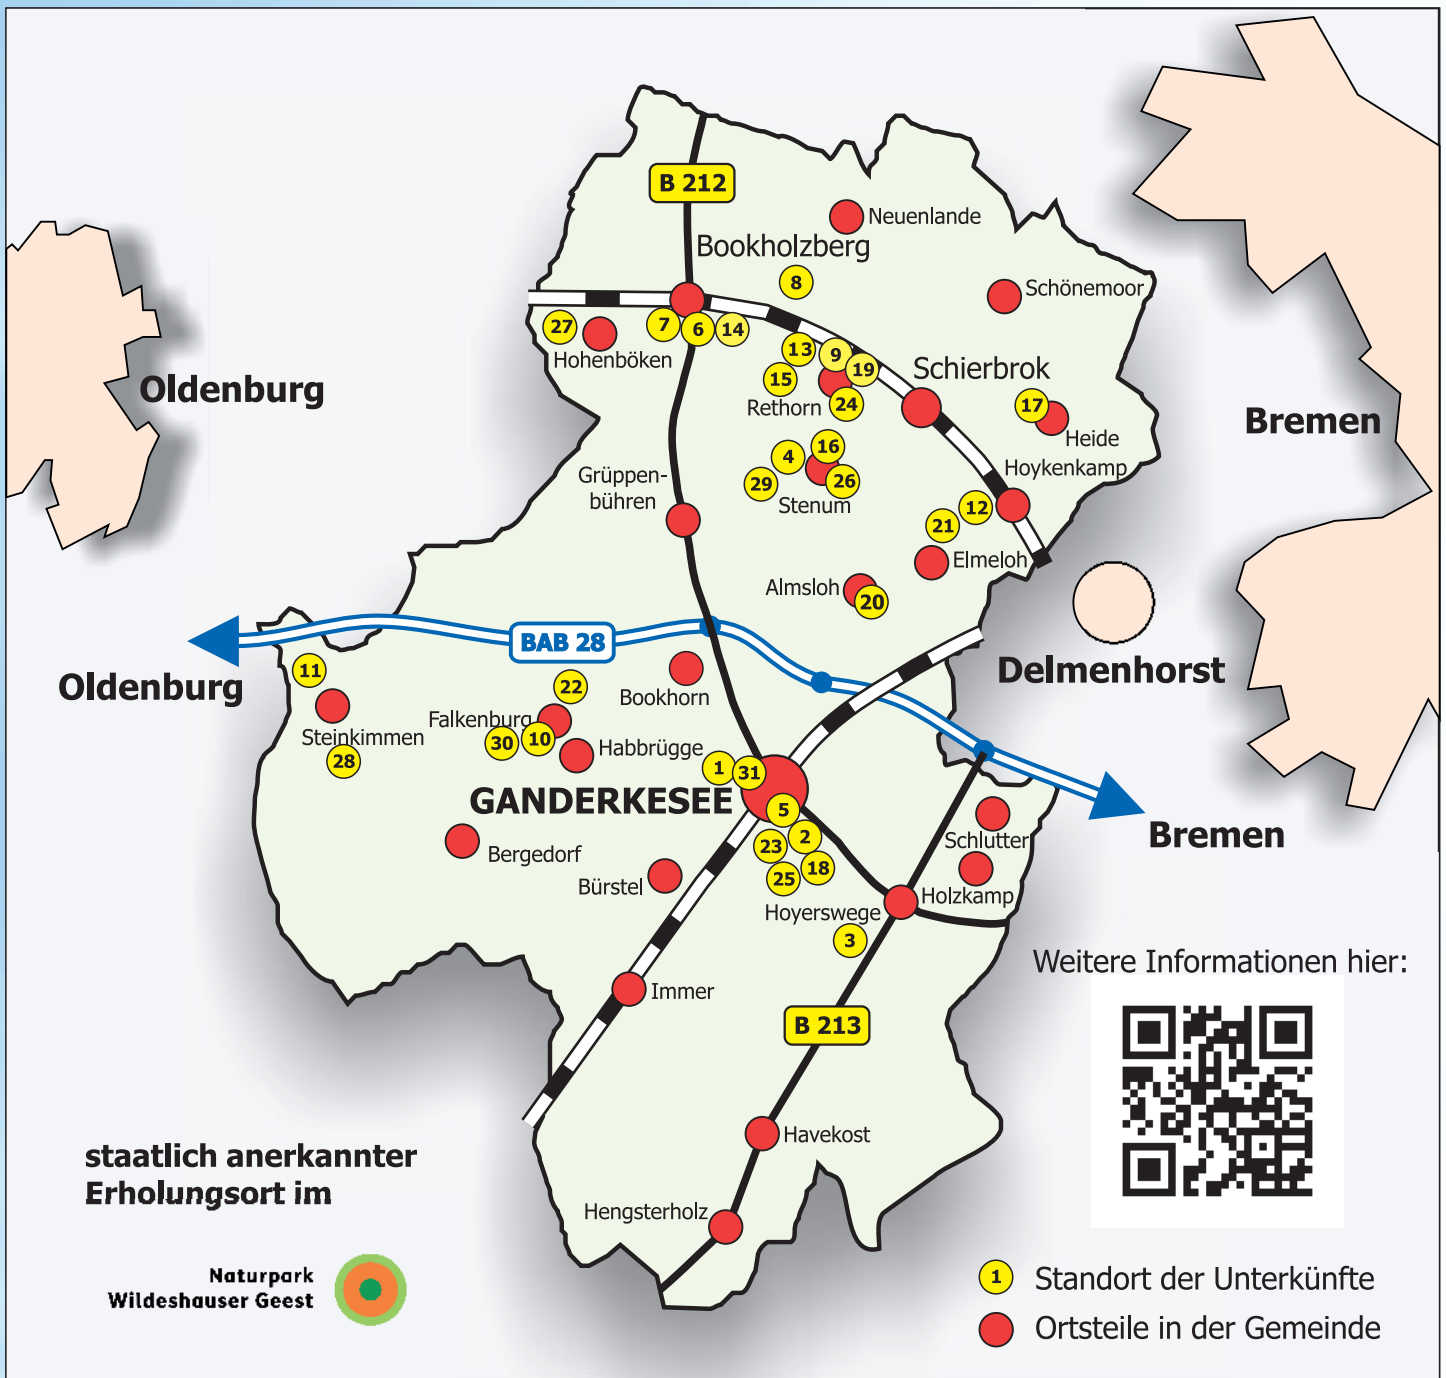 B 212
Neuenlande
Bookholzberg
8
Schönemoor
27
7
6
14
Hohenböken
13
9
19
15
Rethorn
24
Schierbrok
17
Heide
Oldenburg
Bremen
Hoykenkamp
4
16
29
26
Stenum
Grüppen-
bühren
12
21
Elmeloh
Almsloh
20
BAB 28
Delmenhorst
Oldenburg
11
Steinkimmen
28
22
Falkenburg
30
10
Bookhorn
Habbrügge
1
31
GANDERKESEE
5
2
23
18
25
Bergedorf
Bürstel
Schlutter
Holzkamp
Bremen
Hoyerswege
3
Immer
B 213
Weitere Informationen hier:
Havekost
Hengsterholz
staatlich anerkannter
Erholungsort im
Naturpark
Wildeshauser Geest
1 Standort der Unterkünfte
Ortsteile in der Gemeinde